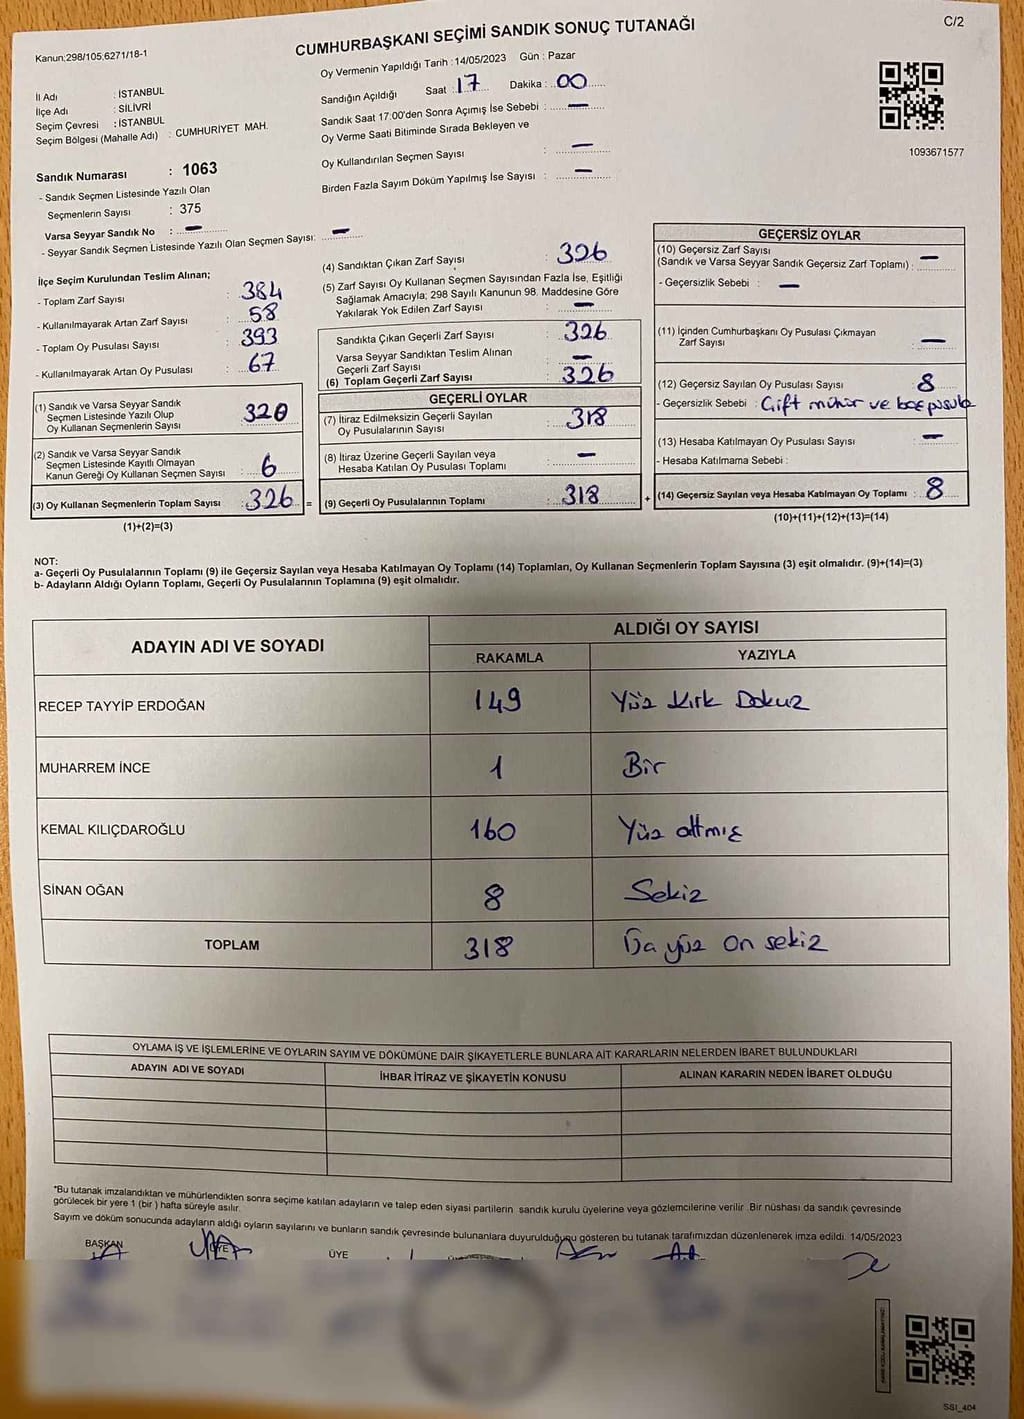 C/2
Kanun:298/105,6271/18-1
CUMHURBAŞKANI SEÇİMİ SANDIK SONUÇ TUTANAĞI
Oy Vermenin Yapıldığı Tarih : 14/05/2023 Gün : Pazar
İl Adı : İSTANBUL
İlçe Adı : SİLİVRİ
Seçim Çevresi : İSTANBUL
Seçim Bölgesi (Mahalle Adı) : CUMHURİYET MAH.
Sandığın Açıldığı Saat : 17 Dakika : 00
Sandık Saat 17:00'den Sonra Açımış İse Sebebi : —
Oy Verme Saati Bitiminde Sırada Bekleyen ve
Oy Kullandırılan Seçmen Sayısı : —
Birden Fazla Sayım Döküm Yapılmış İse Sayısı : —
1093671577
Sandık Numarası : 1063
- Sandık Seçmen Listesinde Yazılı Olan
Seçmenlerin Sayısı : 375
Varsa Seyyar Sandık No : —
- Seyyar Sandık Seçmen Listesinde Yazılı Olan Seçmen Sayısı: —
İlçe Seçim Kurulundan Teslim Alınan;
- Toplam Zarf Sayısı : 384
- Kullanılmayarak Artan Zarf Sayısı : 58
- Toplam Oy Pusulası Sayısı : 393
- Kullanılmayarak Artan Oy Pusulası : 67
(1) Sandık ve Varsa Seyyar Sandık
Seçmen Listesinde Yazılı Olup
Oy Kullanan Seçmenlerin Sayısı : 320
(2) Sandık ve Varsa Seyyar Sandık
Seçmen Listesinde Kayıtlı Olmayan
Kanun Gereği Oy Kullanan Seçmen Sayısı : 6
(3) Oy Kullanan Seçmenlerin Toplam Sayısı : 326 =
(1)+(2)=(3)
(4) Sandıktan Çıkan Zarf Sayısı : 326
(5) Zarf Sayısı Oy Kullanan Seçmen Sayısından Fazla İse, Eşitliği
Sağlamak Amacıyla; 298 Sayılı Kanunun 98. Maddesine Göre
Yakılarak Yok Edilen Zarf Sayısı : —
Sandıkta Çıkan Geçerli Zarf Sayısı : 326
Varsa Seyyar Sandıktan Teslim Alınan
Geçerli Zarf Sayısı : —
(6) Toplam Geçerli Zarf Sayısı : 326
GEÇERLİ OYLAR
(7) İtiraz Edilmeksizin Geçerli Sayılan
Oy Pusulalarının Sayısı : 318
(8) İtiraz Üzerine Geçerli Sayılan veya
Hesaba Katılan Oy Pusulası Toplamı : —
(9) Geçerli Oy Pusulalarının Toplamı : 318 +
GEÇERSİZ OYLAR
(10) Geçersiz Zarf Sayısı
(Sandık ve Varsa Seyyar Sandık Geçersiz Zarf Toplamı) : —
- Geçersizlik Sebebi : —
(11) İçinden Cumhurbaşkanı Oy Pusulası Çıkmayan
Zarf Sayısı : —
(12) Geçersiz Sayılan Oy Pusulası Sayısı : 8
- Geçersizlik Sebebi : Çift mühür ve boş pusula
(13) Hesaba Katılmayan Oy Pusulası Sayısı : —
- Hesaba Katılmama Sebebi :
(14) Geçersiz Sayılan veya Hesaba Katılmayan Oy Toplamı : 8
(10)+(11)+(12)+(13)=(14)
NOT:
a- Geçerli Oy Pusulalarının Toplamı (9) ile Geçersiz Sayılan veya Hesaba Katılmayan Oy Toplamı (14) Toplamları, Oy Kullanan Seçmenlerin Toplam Sayısına (3) eşit olmalıdır. (9)+(14)=(3)
b- Adayların Aldığı Oyların Toplamı, Geçerli Oy Pusulalarının Toplamına (9) eşit olmalıdır.
ADAYIN ADI VE SOYADI ALDIĞI OY SAYISI
RAKAMLA YAZIYLA
RECEP TAYYİP ERDOĞAN 149 Yüz Kırk Dokuz
MUHARREM İNCE 1 Bir
KEMAL KILIÇDAROĞLU 160 Yüz altmış
SİNAN OĞAN 8 Sekiz
TOPLAM 318 Üç yüz on sekiz
OYLAMA İŞ VE İŞLEMLERİNE VE OYLARIN SAYIM VE DÖKÜMÜNE DAİR ŞİKAYETLERLE BUNLARA AİT KARARLARIN NELERDEN İBARET BULUNDUKLARI
ADAYIN ADI VE SOYADI İHBAR İTİRAZ VE ŞİKAYETİN KONUSU ALINAN KARARIN NEDEN İBARET OLDUĞU
*Bu tutanak imzalandıktan ve mühürlendikten sonra seçime katılan adayların ve talep eden siyasi partilerin sandık kurulu üyelerine veya gözlemcilerine verilir. Bir nüshası da sandık çevresinde
görülecek bir yere 1 (bir ) hafta süreyle asılır.
Sayım ve döküm sonucunda adayların aldığı oyların sayılarını ve bunların sandık çevresinde bulunanlara duyurulduğunu gösteren bu tutanak tarafımızdan düzenlenerek imza edildi. 14/05/2023
BAŞKAN ÜYE ÜYE
SSI_404